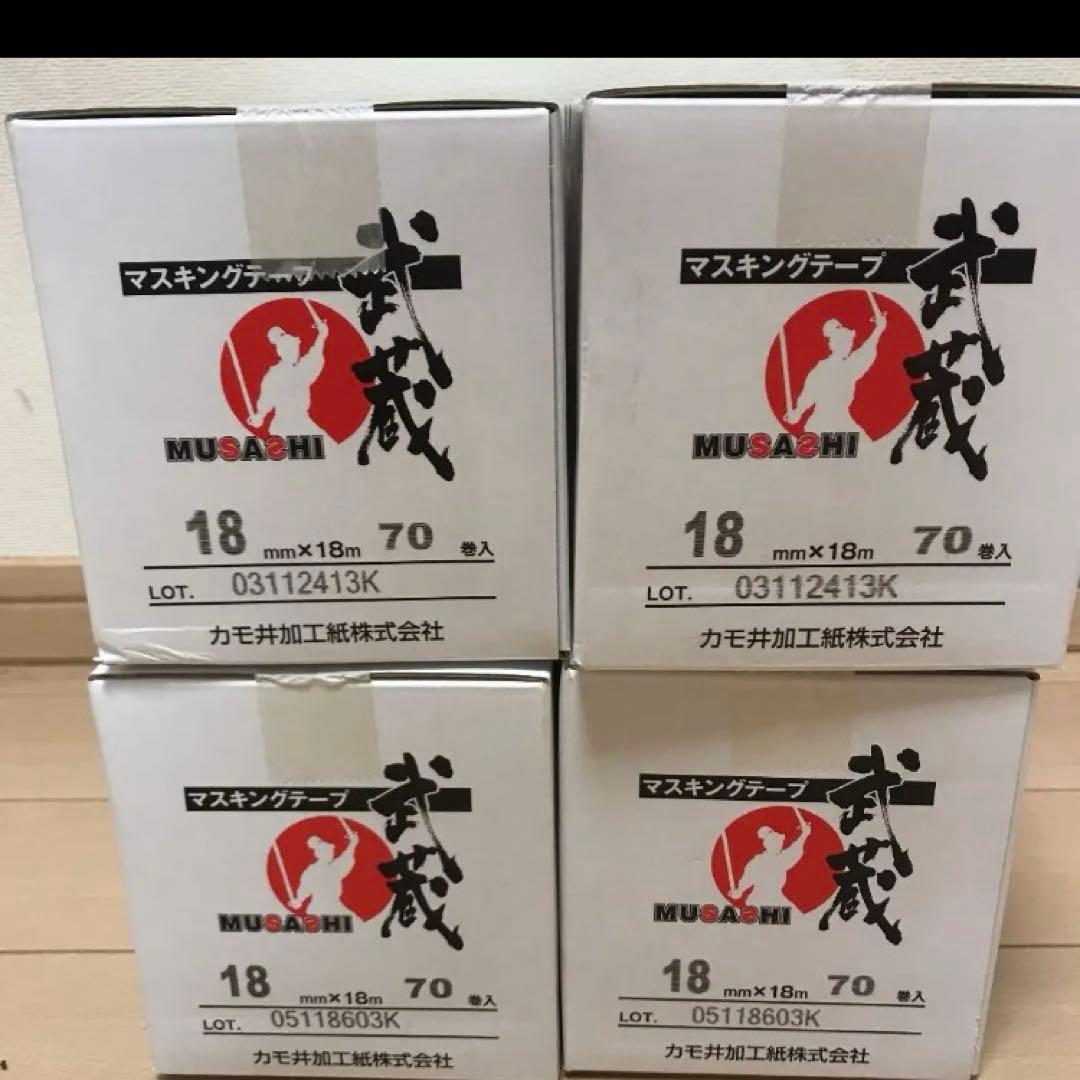 マスキングテープ
武蔵
MUSASHI
18 mm×18m 70 巻入
LOT. 03112413K
カモ井加工紙株式会社
マスキングテープ
武蔵
MUSASHI
18 mm×18m 70 巻入
LOT. 03112413K
カモ井加工紙株式会社
マスキングテープ
武蔵
MUSASHI
18 mm×18m 70 巻入
LOT. 05118603K
カモ井加工紙株式会社
マスキングテープ
武蔵
MUSASHI
18 mm×18m 70 巻入
LOT. 05118603K
カモ井加工紙株式会社